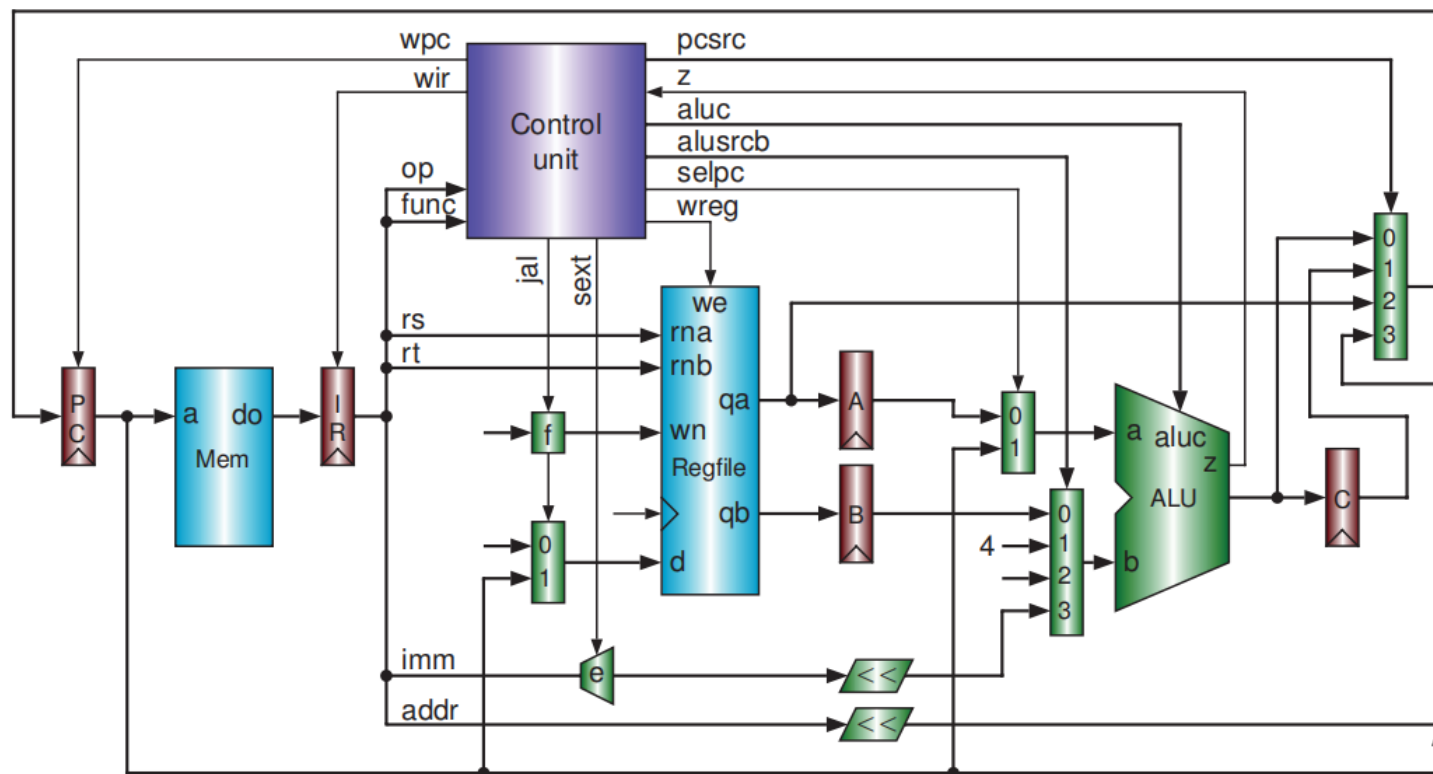 wpc
pcsrc
wir
z
Control
unit
aluc
alusrcb
op
selpc
func
wreg
jal
sext
we
rs
rna
rt
rnb
P
C
a
do
Mem
I
R
qa
A
0
1
a
aluc
z
0
1
2
3
f
wn
Regfile
qb
B
0
4
1
2
3
ALU
b
C
0
1
d
imm
e
<<
addr
<<